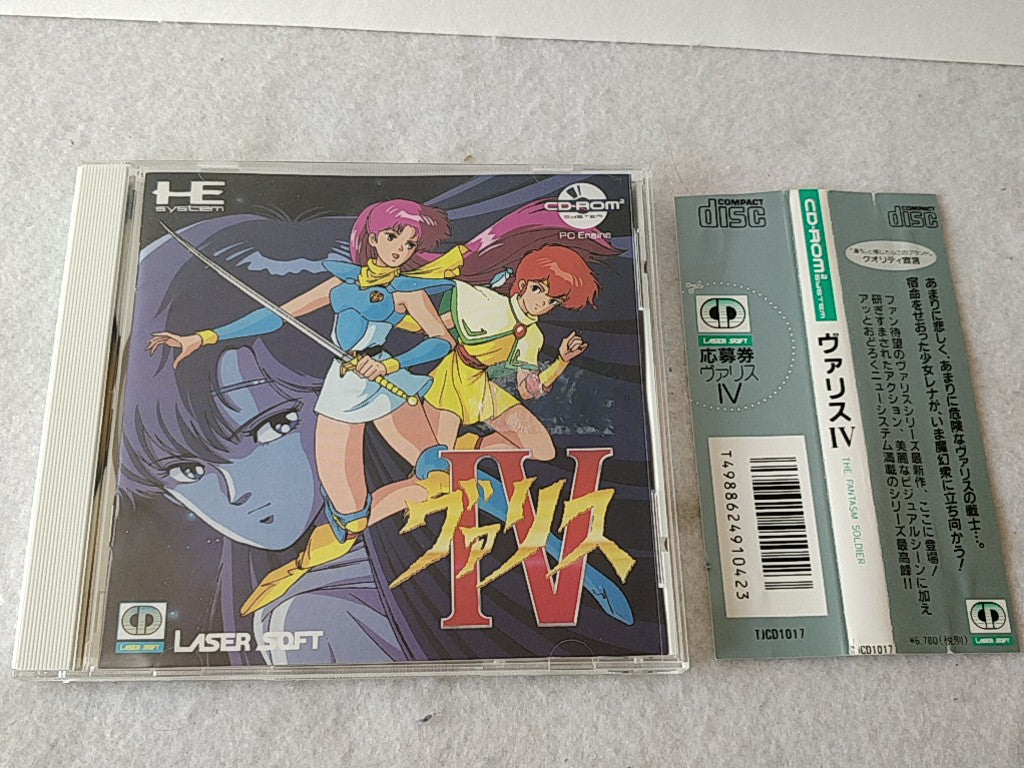 HE
SYSTEM
CD-ROM²
SYSTEM
PC Engine
ヴァリス
IV
LASER SOFT
LASER SOFT
COMPACT
disc
LASER SOFT
応募券
ヴァリス
IV
T4988624910423
TJCD1017
CD-ROM² SYSTEM
ヴァリスIV
THE FANTASM SOLDIER
TJCD1017
COMPACT
disc
クオリティ宣言
あまりに悲しく、あまりに危険なヴァリスの戦士…。
宿命をせおった少女レナが、いま魔幻衆に立ち向かう!
ファン待望のヴァリスシリーズ最新作、ここに登場!
研ぎすまされたアクション、美麗なビジュアルシーンに加え
アッとおどろくニューシステム満載のシリーズ最高峰!!
¥6,780(税別)
LASER SOFT